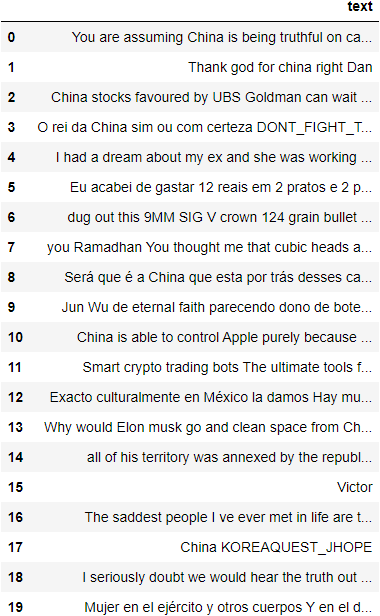 text
0 You are assuming China is being truthful on ca...
1 Thank god for china right Dan
2 China stocks favoured by UBS Goldman can wait ...
3 O rei da China sim ou com certeza DONT_FIGHT_T...
4 I had a dream about my ex and she was working ...
5 Eu acabei de gastar 12 reais em 2 pratos e 2 p...
6 dug out this 9MM SIG V crown 124 grain bullet ...
7 you Ramadhan You thought me that cubic heads a...
8 Será que é a China que esta por trás desses ca...
9 Jun Wu de eternal faith parecendo dono de bote...
10 China is able to control Apple purely because ...
11 Smart crypto trading bots The ultimate tools f...
12 Exacto culturalmente en México la damos Hay mu...
13 Why would Elon musk go and clean space from Ch...
14 all of his territory was annexed by the republ...
15 Victor
16 The saddest people I ve ever met in life are t...
17 China KOREAQUEST_JHOPE
18 I seriously doubt we would hear the truth out ...
19 Mujer en el ejército y otros cuerpos Y en el d...